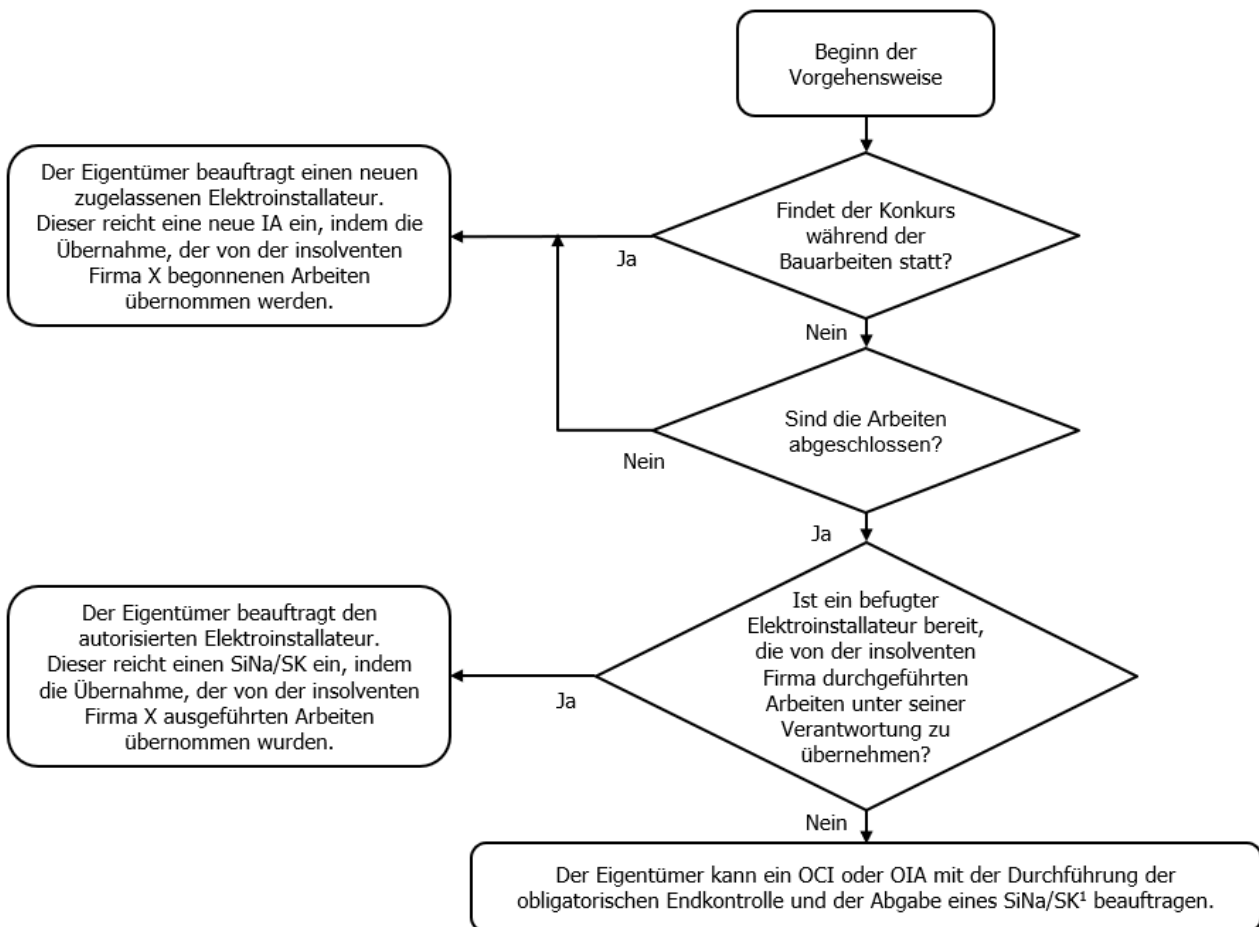 Beginn der
Vorgehensweise
Der Eigentümer beauftragt einen neuen
zugelassenen Elektroinstallateur.
Dieser reicht eine neue IA ein, indem die
Übernahme, der von der insolventen
Firma X begonnenen Arbeiten
übernommen werden.
Findet der Konkurs
während der
Bauarbeiten statt?
Ja
Nein
Sind die Arbeiten
abgeschlossen?
Nein
Ja
Der Eigentümer beauftragt den
autorisierten Elektroinstallateur.
Dieser reicht einen SiNa/SK ein, indem
die Übernahme, der von der insolventen
Firma X ausgeführten Arbeiten
übernommen wurden.
Ist ein befugter
Elektroinstallateur bereit,
die von der insolventen
Firma durchgeführten
Arbeiten unter seiner
Verantwortung zu
übernehmen?
Ja
Nein
Der Eigentümer kann ein OCI oder OIA mit der Durchführung der
obligatorischen Endkontrolle und der Abgabe eines SiNa/SK¹ beauftragen.